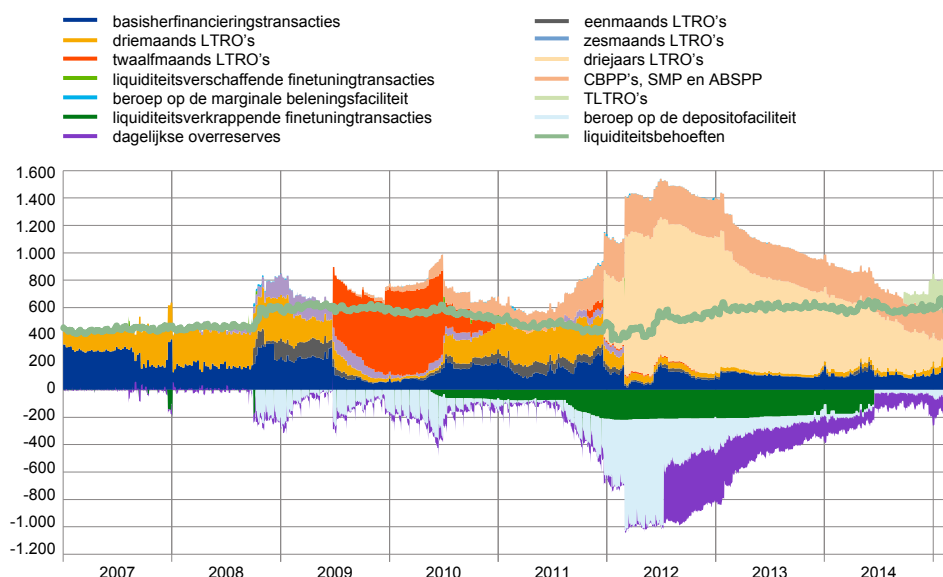 basisherfinancieringstransacties
driemaands LTRO's
twaalfmaands LTRO's
liquiditeitsverschaffende finetuningtransacties
beroep op de marginale beleningsfaciliteit
liquiditeitsverkrappende finetuningtransacties
dagelijkse overreserves
eenmaands LTRO's
zesmaands LTRO's
driejaars LTRO's
CBPP's, SMP en ABSPP
TLTRO's
beroep op de depositofaciliteit
liquiditeitsbehoeften
1.600
1.400
1.200
1.000
800
600
400
200
0
-200
-400
-600
-800
-1.000
-1.200
2007 2008 2009 2010 2011 2012 2013 2014